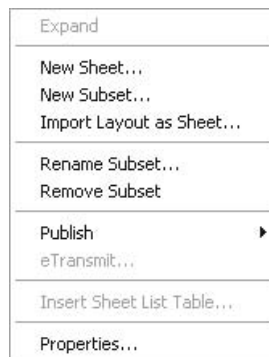 Expand
New Sheet...
New Subset...
Import Layout as Sheet...
Rename Subset...
Remove Subset
Publish
eTransmit...
Insert Sheet List Table...
Properties...